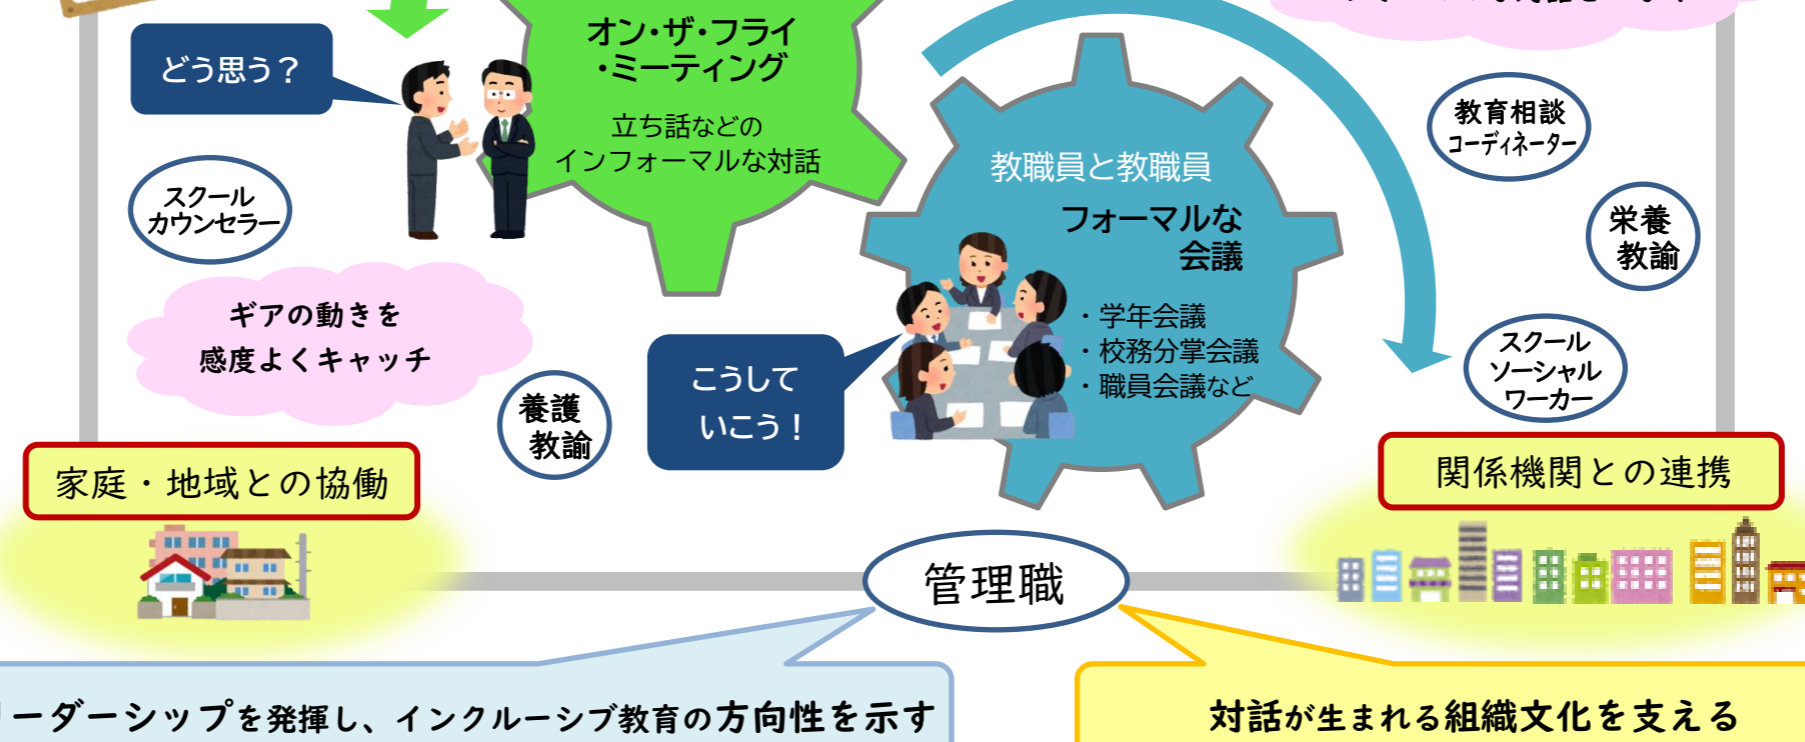 オン・ザ・フライ
・ミーティング
立ち話などの
インフォーマルな対話
どう思う？
スクール
カウンセラー
ギアの動きを
感度よくキャッチ
養護
教諭
教職員と教職員
フォーマルな
会議
・学年会議
・校務分掌会議
・職員会議など
こうして
いこう！
教育相談
コーディネーター
栄養
教諭
スクール
ソーシャル
ワーカー
家庭・地域との協働
関係機関との連携
管理職
ーダーシップを発揮し、インクルーシブ教育の方向性を示す
対話が生まれる組織文化を支える